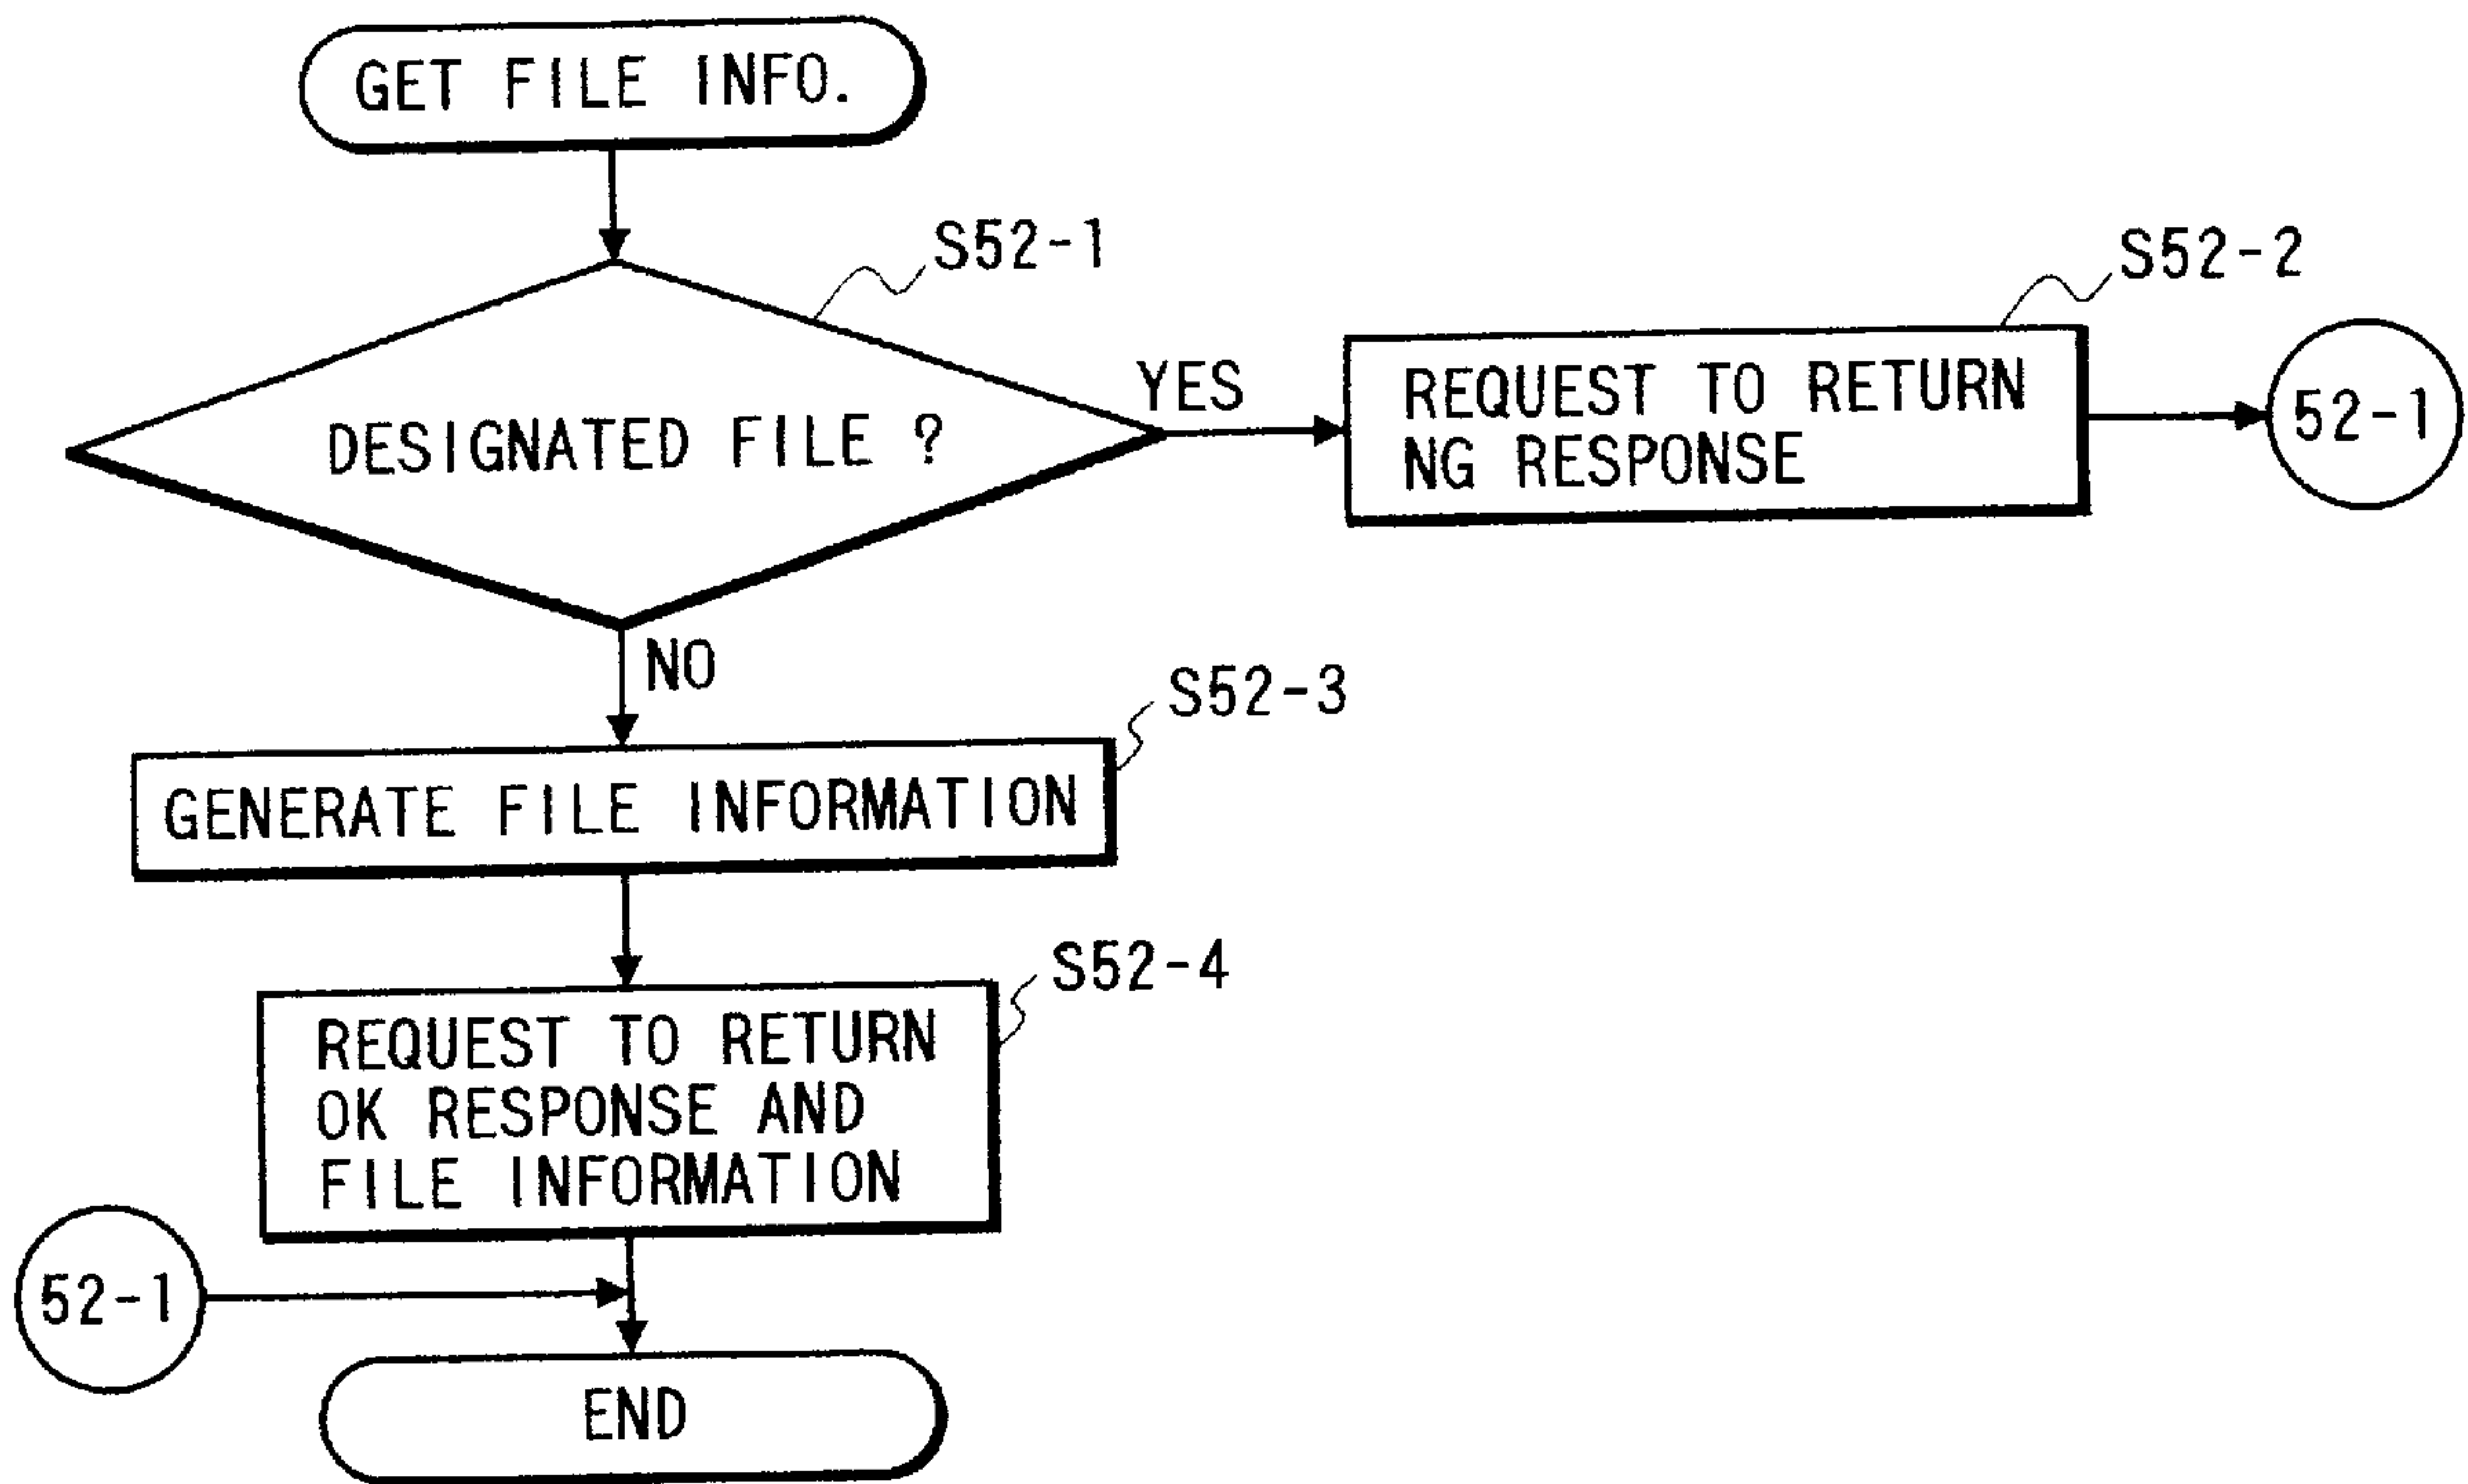 GET FILE INFO.
S52-1
S52-2
DESIGNATED FILE ?
YES
REQUEST TO RETURN
NG RESPONSE
52-1
NO
S52-3
GENERATE FILE INFORMATION
S52-4
REQUEST TO RETURN
OK RESPONSE AND
FILE INFORMATION
52-1
END